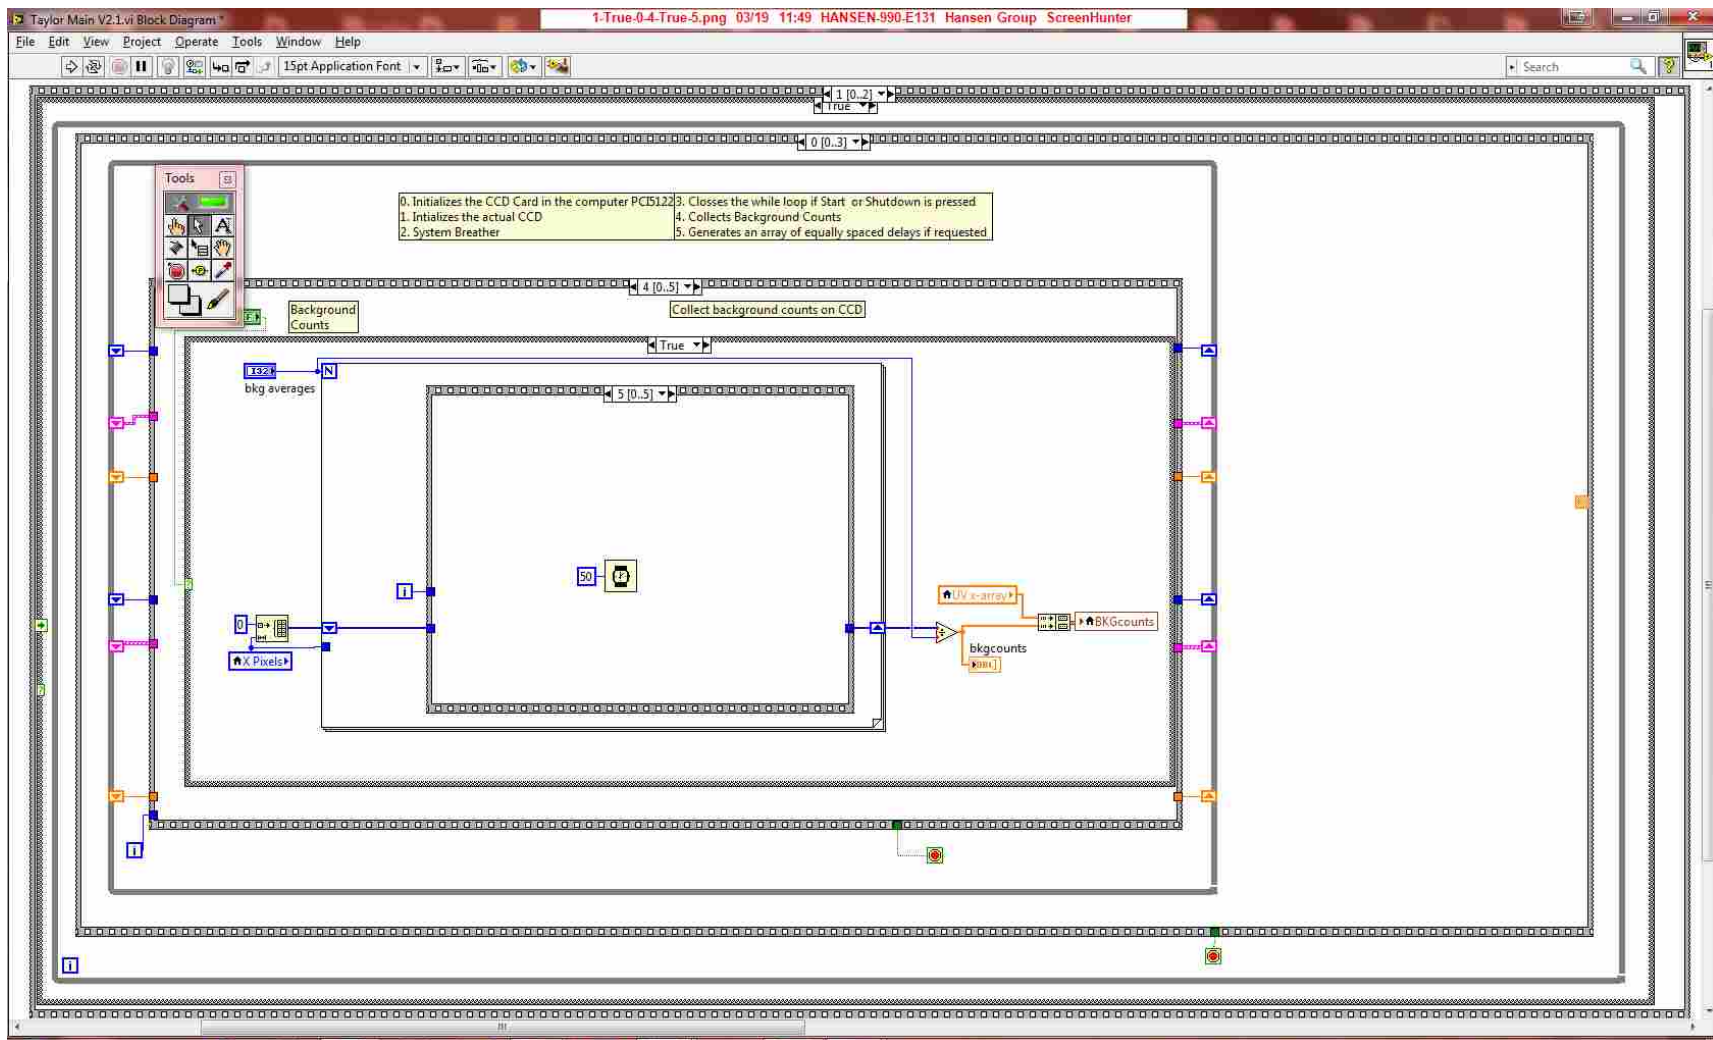 Taylor Main V2.1.vi Block Diagram *
1-True-0-4-True-5.png 03/19 11:49 HANSEN-990-E131 Hansen Group ScreenHunter
File Edit View Project Operate Tools Window Help
15pt Application Font
Search
1 [0..2]
True
0 [0..3]
Tools
0. Initializes the CCD Card in the computer PCI5122
1. Intializes the actual CCD
2. System Breather
3. Closses the while loop if Start or Shutdown is pressed
4. Collects Background Counts
5. Generates an array of equally spaced delays if requested
4 [0..5]
Background
Counts
Collect background counts on CCD
True
I32
N
bkg averages
5 [0..5]
50
i
UV x-array
0
BKGcounts
X Pixels
bkgcounts
DBL
i
i